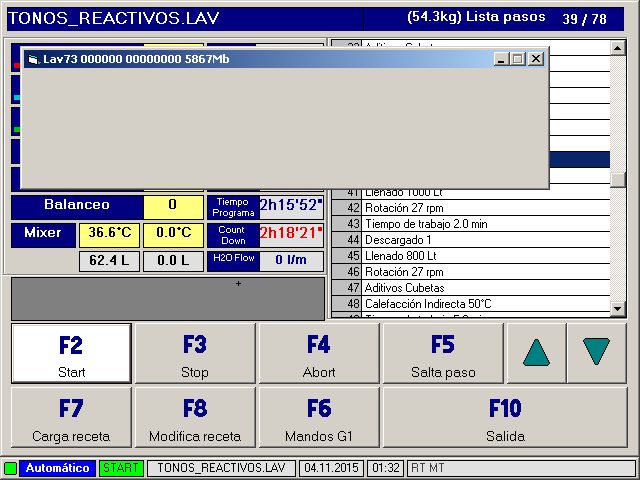 TONOS_REACTIVOS.LAV (54.3kg) Lista pasos 39 / 78
Lav73 000000 00000000 5867Mb
41 Llenado 1000 Lt
42 Rotación 27 rpm
43 Tiempo de trabajo 2.0 min
44 Descargado 1
45 Llenado 800 Lt
46 Rotación 27 rpm
47 Aditivos Cubetas
48 Calefacción Indirecta 50°C
Balanceo 0 Tiempo Programa 2h15'52"
Mixer 36.6°C 0.0°C Count Down 2h18'21"
62.4 L 0.0 L H2O Flow 0 l/m
F2 Start
F3 Stop
F4 Abort
F5 Salta paso
F7 Carga receta
F8 Modifica receta
F6 Mandos G1
F10 Salida
Automático START TONOS_REACTIVOS.LAV 04.11.2015 01:32 RT MT